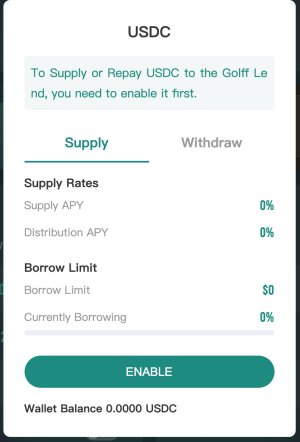 USDC
To Supply or Repay USDC to the Golff Le
nd, you need to enable it first.
Supply Withdraw
Supply Rates
Supply APY 0%
Distribution APY 0%
Borrow Limit
Borrow Limit $0
Currently Borrowing 0%
ENABLE
Wallet Balance 0.0000 USDC